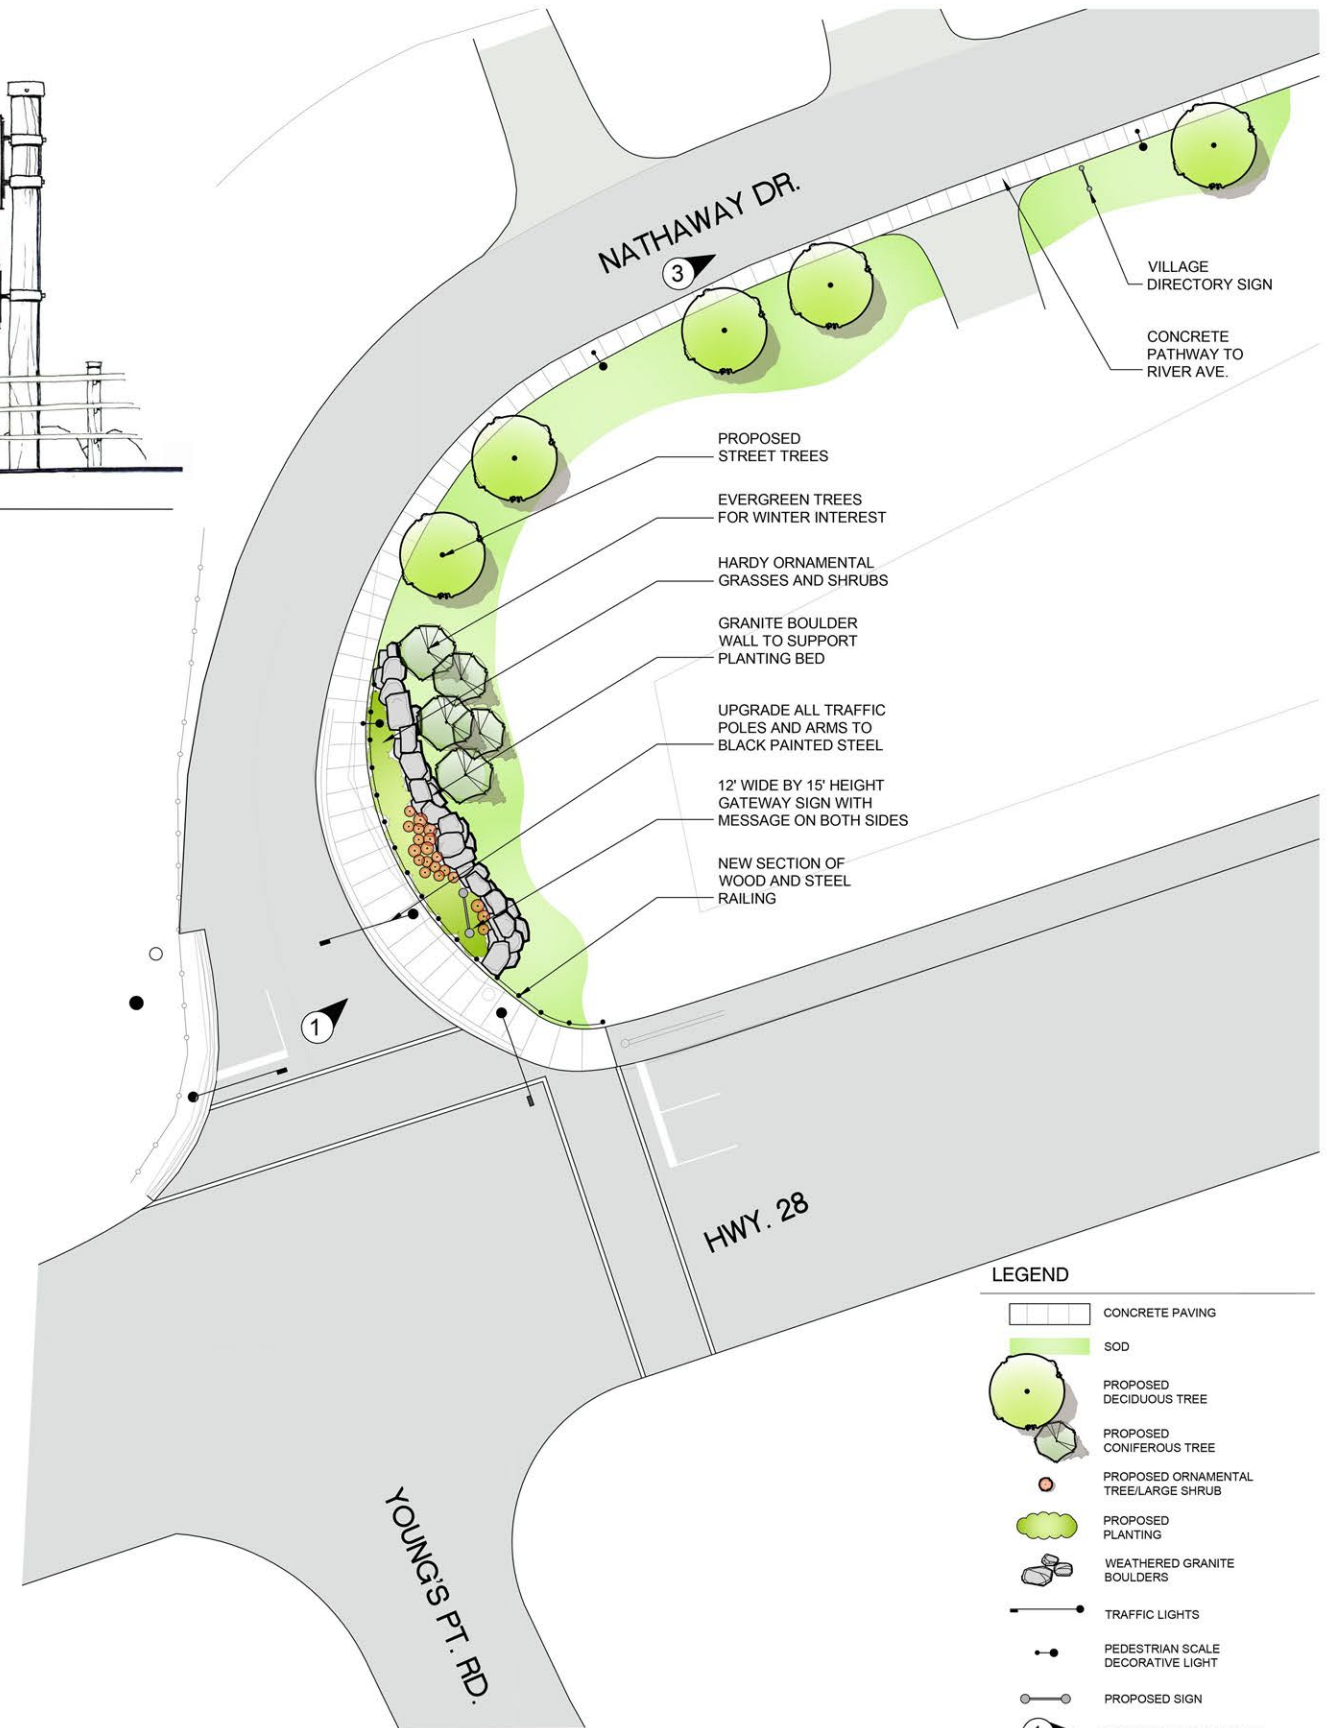 NATHAWAY DR.
3
VILLAGE
DIRECTORY SIGN
CONCRETE
PATHWAY TO
RIVER AVE.
PROPOSED
STREET TREES
EVERGREEN TREES
FOR WINTER INTEREST
HARDY ORNAMENTAL
GRASSES AND SHRUBS
GRANITE BOULDER
WALL TO SUPPORT
PLANTING BED
UPGRADE ALL TRAFFIC
POLES AND ARMS TO
BLACK PAINTED STEEL
12' WIDE BY 15' HEIGHT
GATEWAY SIGN WITH
MESSAGE ON BOTH SIDES
NEW SECTION OF
WOOD AND STEEL
RAILING
1
HWY. 28
YOUNG'S PT. RD.
LEGEND
CONCRETE PAVING
SOD
PROPOSED
DECIDUOUS TREE
PROPOSED
CONIFEROUS TREE
PROPOSED ORNAMENTAL
TREE/LARGE SHRUB
PROPOSED
PLANTING
WEATHERED GRANITE
BOULDERS
TRAFFIC LIGHTS
PEDESTRIAN SCALE
DECORATIVE LIGHT
PROPOSED SIGN